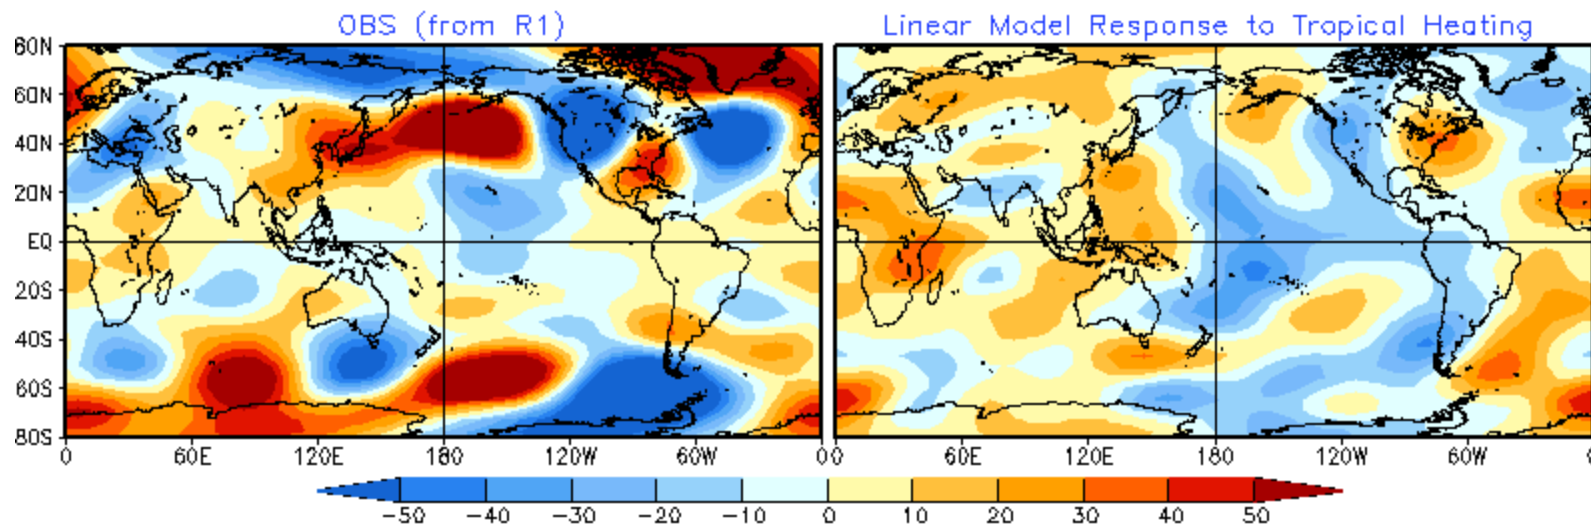 OBS (from R1)
Linear Model Response to Tropical Heating
80N
60N
40N
20N
EQ
20S
40S
60S
80S
0 60E 120E 180 120W 60W 0
0 60E 120E 180 120W 60W
-50 -40 -30 -20 -10 0 10 20 30 40 50